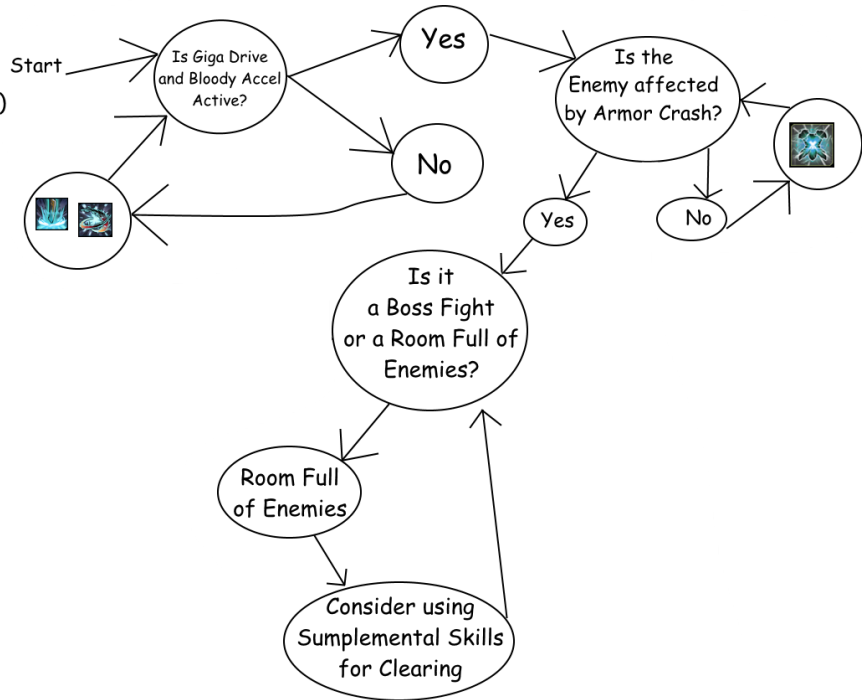 Start
Is Giga Drive
and Bloody Accel
Active?
Yes
No
Is the
Enemy affected
by Armor Crash?
Yes
No
Is it
a Boss Fight
or a Room Full of
Enemies?
Room Full
of Enemies
Consider using
Sumplemental Skills
for Clearing
)